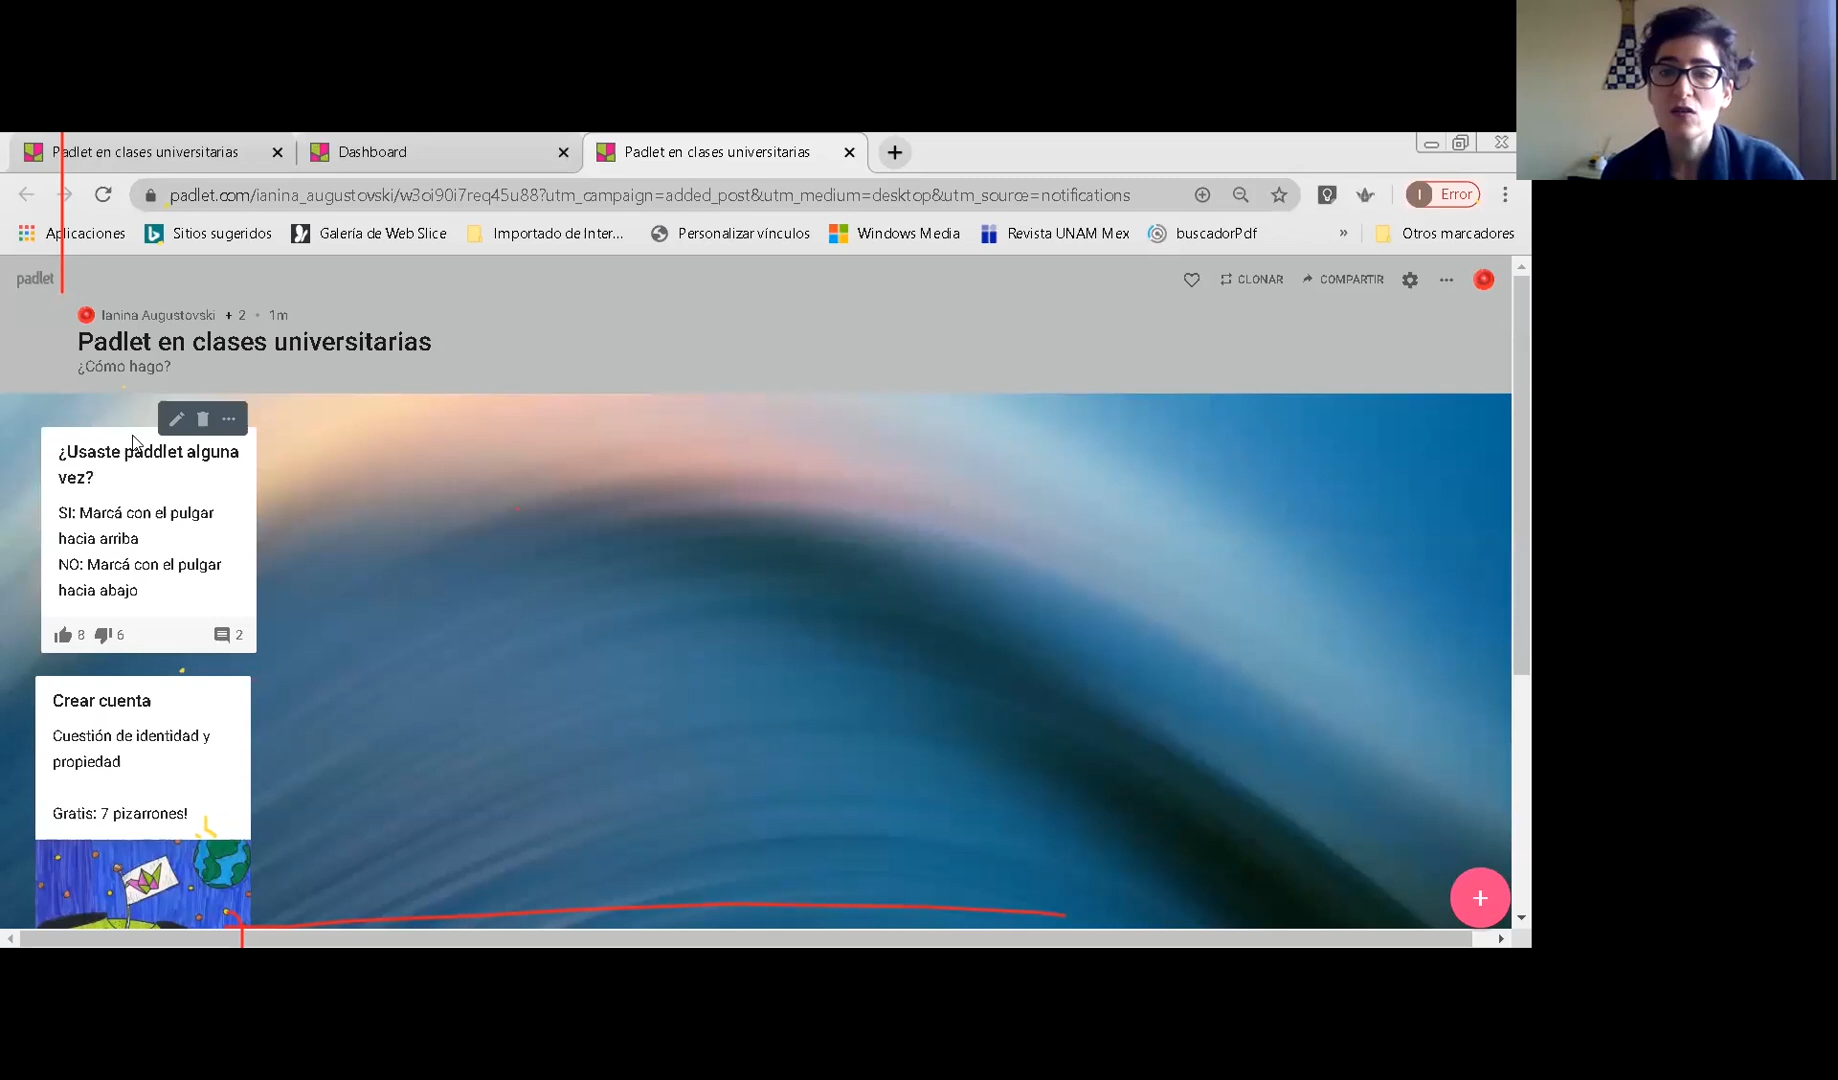 Padlet en clases universitarias
Dashboard
Padlet en clases universitarias
padlet.com/ianina_augustovski/w3oi90i7req45u88?utm_campaign=added_post&utm_medium=desktop&utm_source=notifications
I Error
Aplicaciones
Sitios sugeridos
Galería de Web Slice
Importado de Inter...
Personalizar vínculos
Windows Media
Revista UNAM Mex
buscadorPdf
»
Otros marcadores
padlet
CLONAR
COMPARTIR
Ianina Augustovski + 2 • 1m
Padlet en clases universitarias
¿Cómo hago?
¿Usaste paddlet alguna
vez?
SI: Marcá con el pulgar
hacia arriba
NO: Marcá con el pulgar
hacia abajo
8 6 2
Crear cuenta
Cuestión de identidad y
propiedad
Gratis: 7 pizarrones!